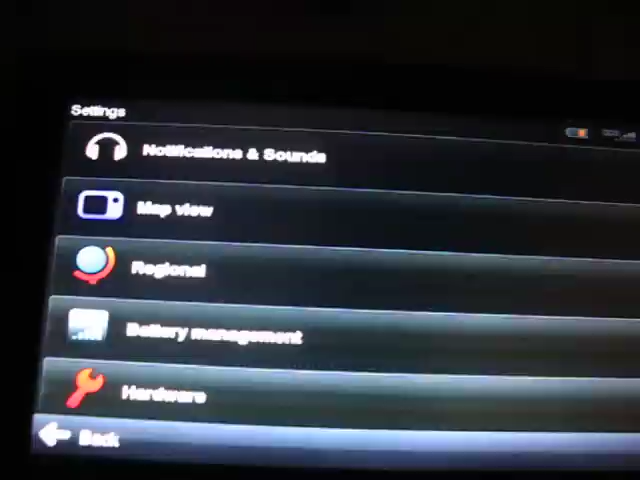 Settings
Notifications & Sounds
Map view
Regional
Battery management
Hardware
Back